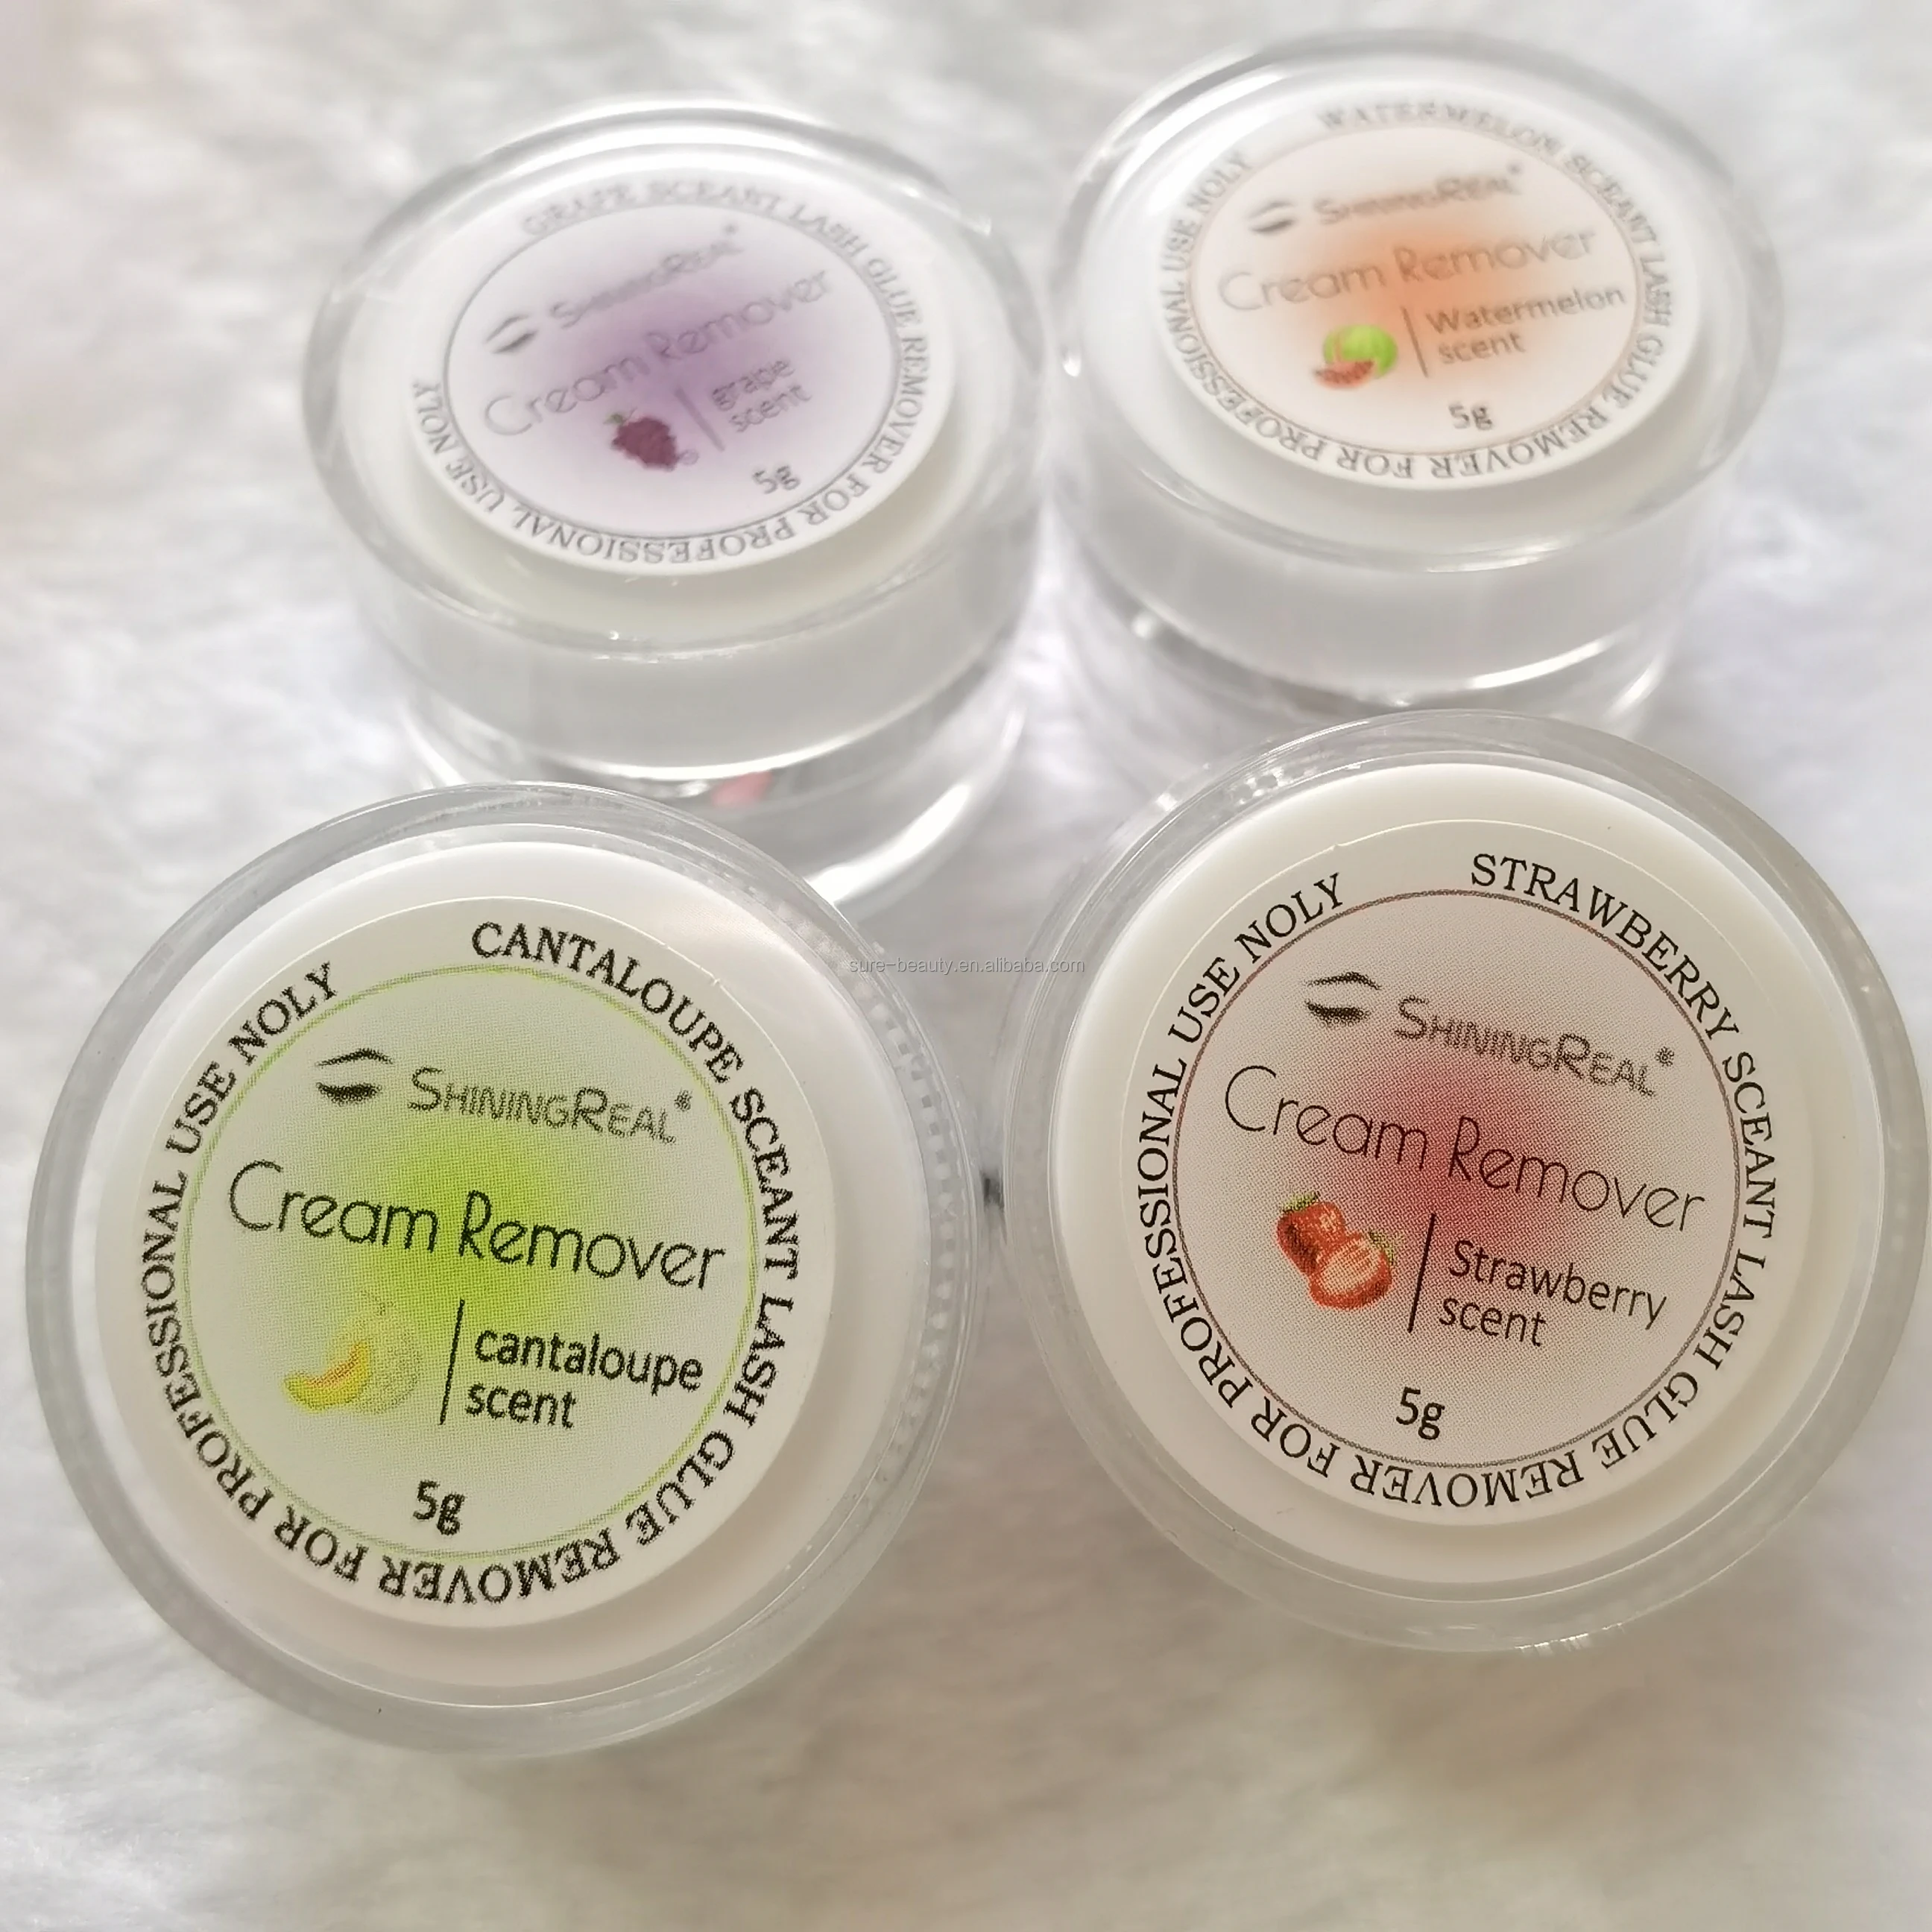 GRAPE SCEANT LASH GLUE REMOVER FOR PROFESSIONAL USE NOLY
SHININGREAL®
Cream Remover
grape
scent
5g
WATERMELON SCEANT LASH GLUE REMOVER FOR PROFESSIONAL USE NOLY
SHININGREAL®
Cream Remover
Watermelon
scent
5g
CANTALOUPE SCEANT LASH GLUE REMOVER FOR PROFESSIONAL USE NOLY
SHININGREAL®
Cream Remover
cantaloupe
scent
5g
STRAWBERRY SCEANT LASH GLUE REMOVER FOR PROFESSIONAL USE NOLY
SHININGREAL®
Cream Remover
Strawberry
scent
5g
sure-beauty.en.alibaba.com